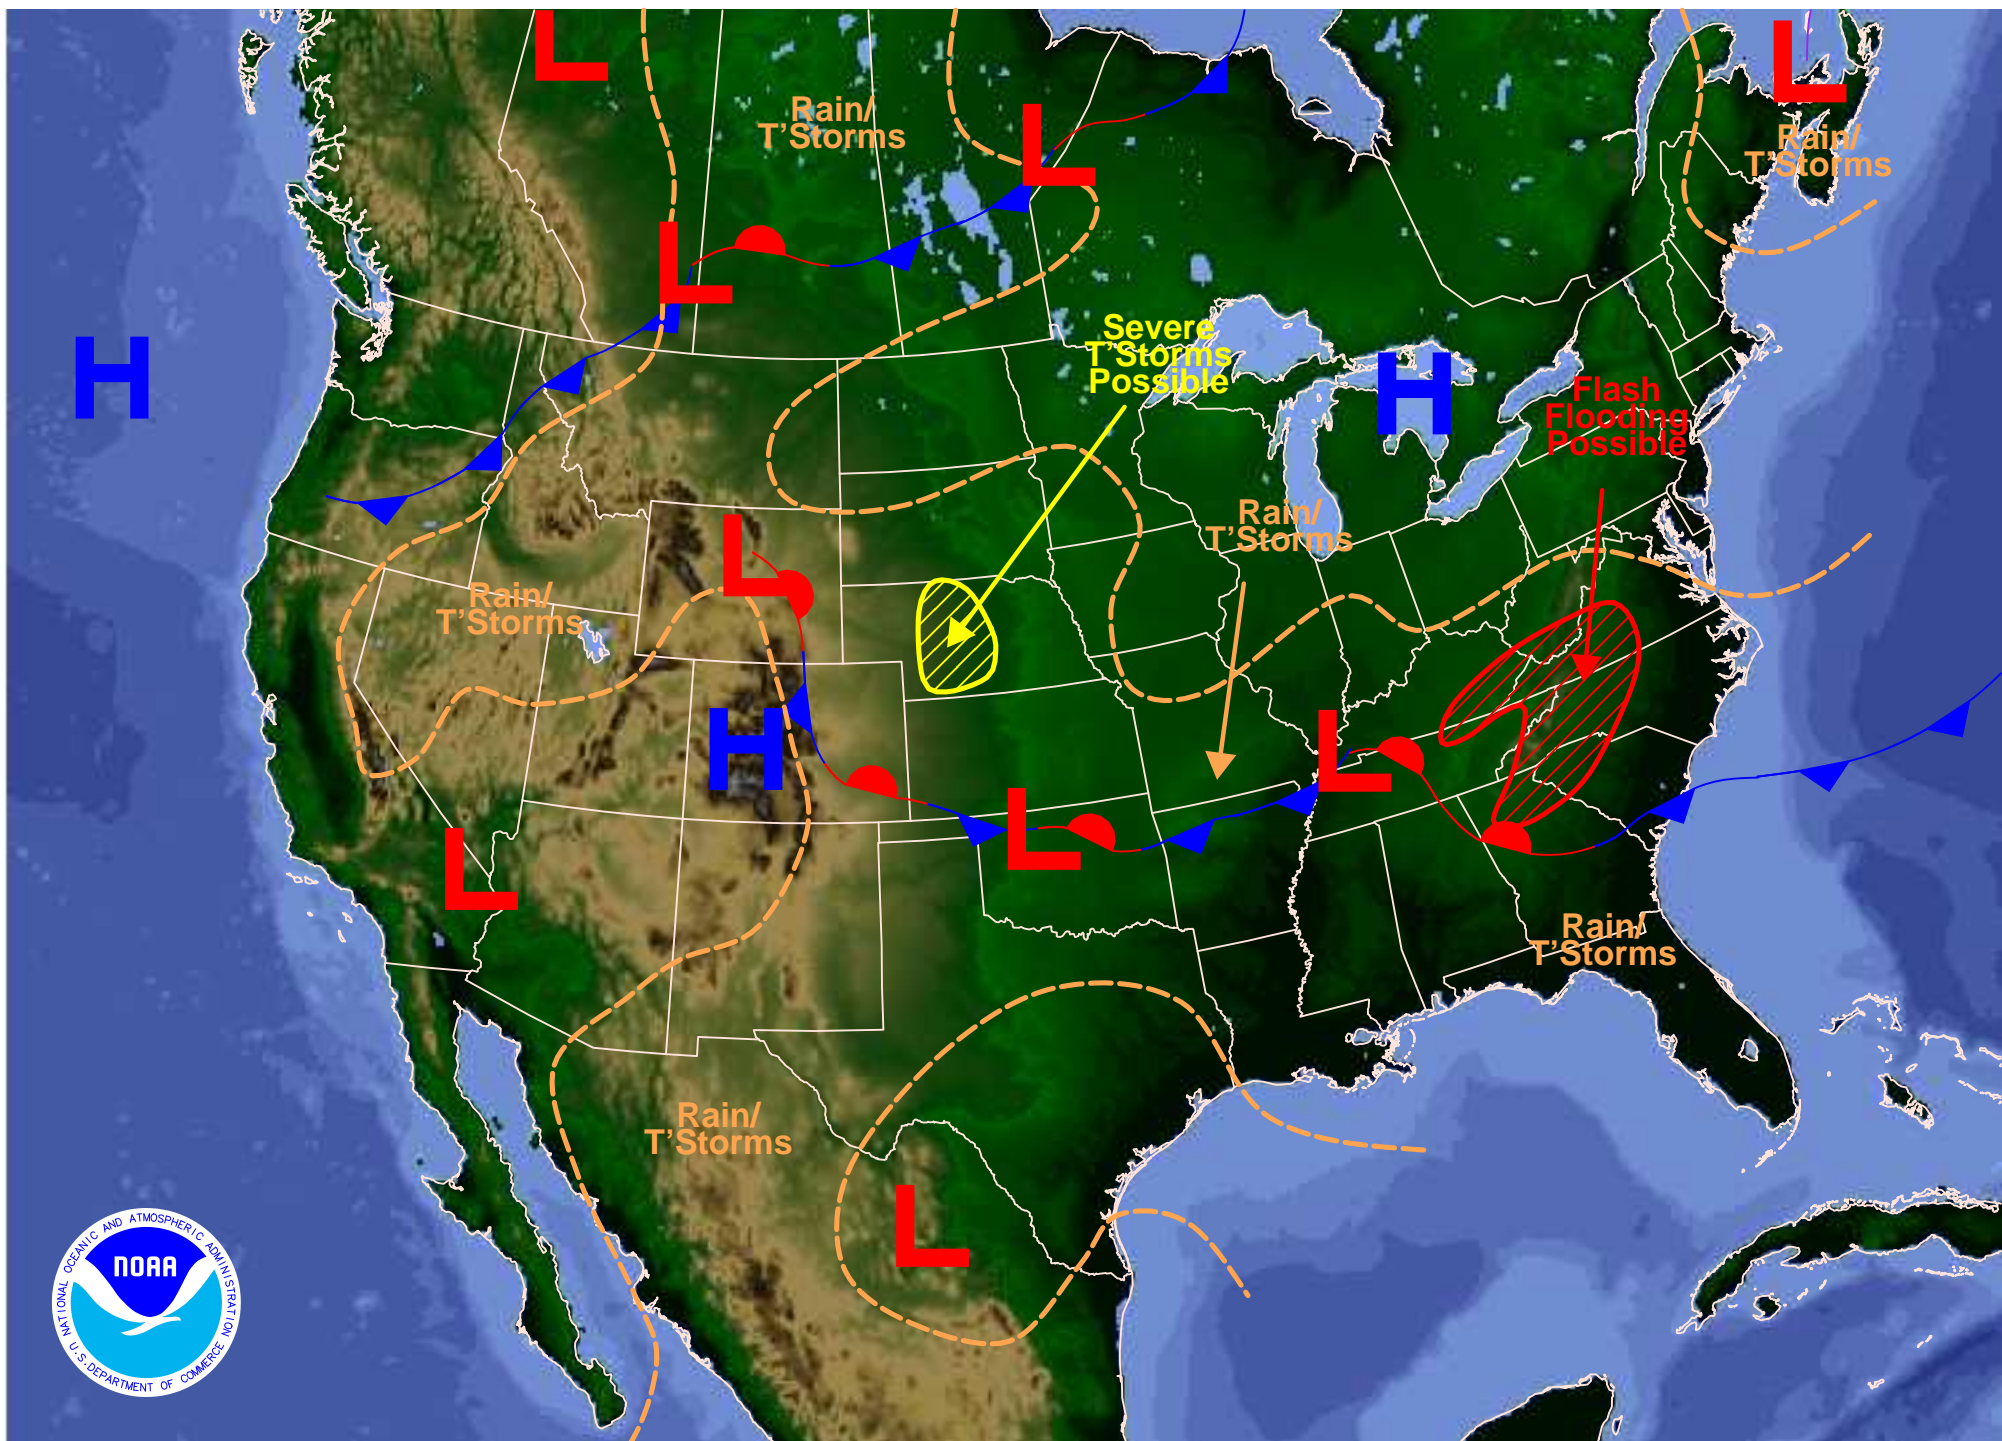 L
L
L
Rain/
T'Storms
L
Rain/
T'Storms
L
H
Severe
T'Storms
Possible
H
Flash
Flooding
Possible
Rain/
T'Storms
L
Rain/
T'Storms
H
L
L
L
Rain/
T'Storms
Rain/
T'Storms
L
NATIONAL OCEANIC AND ATMOSPHERIC ADMINISTRATION
NOAA
U.S. DEPARTMENT OF COMMERCE